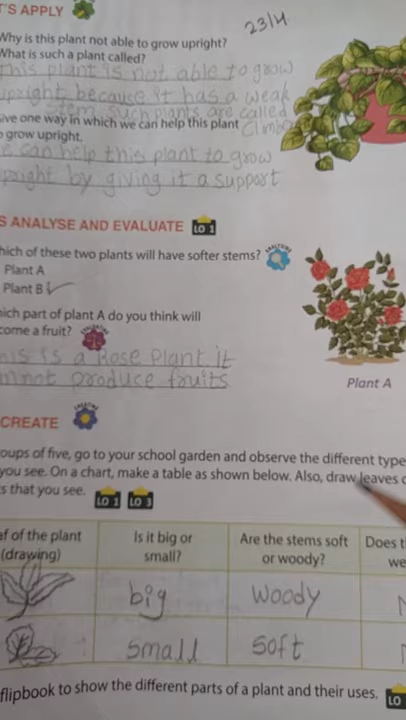 T'S APPLY
23/4
Why is this plant not able to grow upright?
What is such a plant called?
This plant is not able to grow
upright because it has a weak
stem such plants are called
ive one way in which we can help this plant Climber
o grow upright.
e can help this plant to grow
pright by giving it a support
S ANALYSE AND EVALUATE LO 1
hich of these two plants will have softer stems?
Plant A
Plant B
ich part of plant A do you think will
come a fruit?
his is a Rose Plant it
nnot produce fruits
Plant A
CREATE
oups of five, go to your school garden and observe the different type
you see. On a chart, make a table as shown below. Also, draw leaves o
s that you see. LO 1 LO 3
af of the plant Is it big or Are the stems soft Does t
(drawing) small? or woody? we
big woody
small soft
flipbook to show the different parts of a plant and their uses. LO